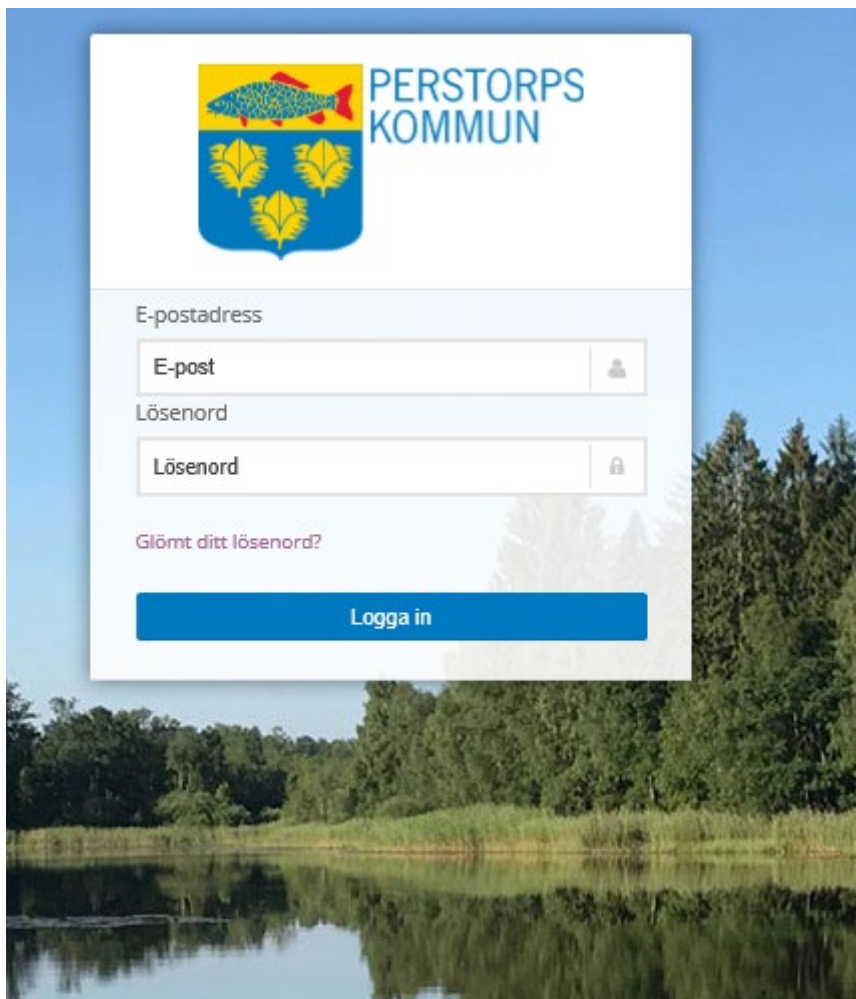 PERSTORPS
KOMMUN
E-postadress
E-post
Lösenord
Lösenord
Glömt ditt lösenord?
Logga in